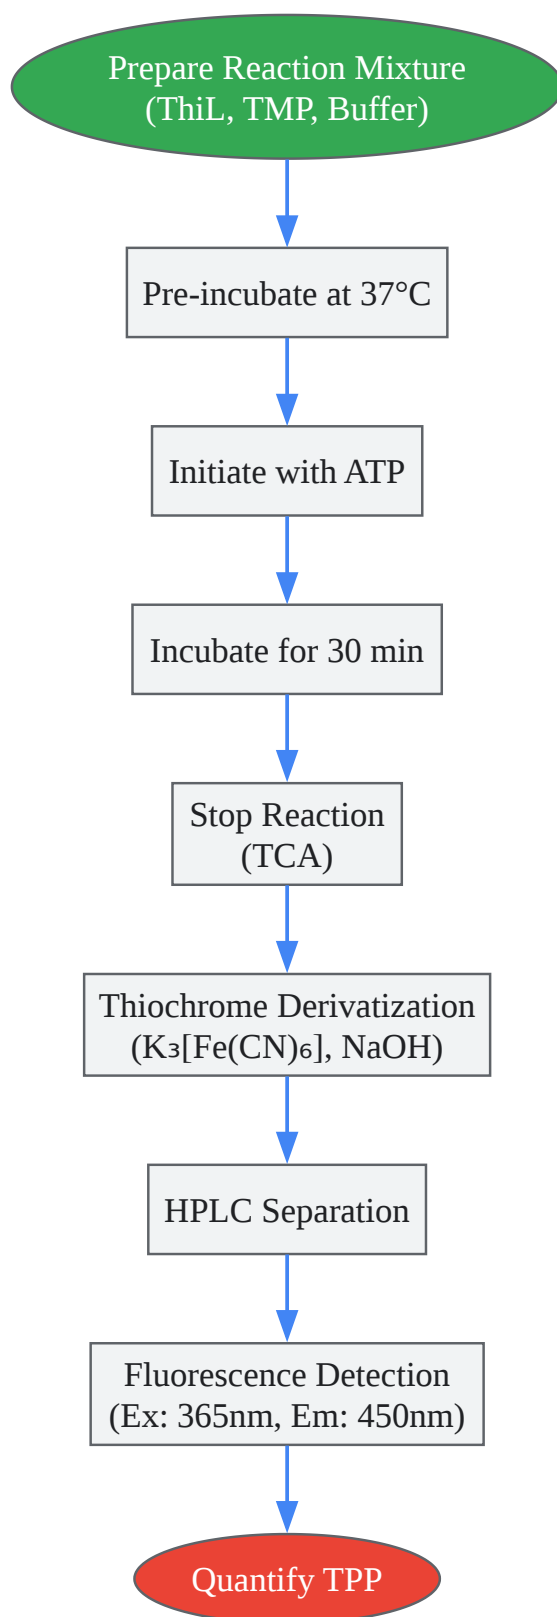 Prepare Reaction Mixture
(ThiL, TMP, Buffer)
Pre-incubate at 37°C
Initiate with ATP
Incubate for 30 min
Stop Reaction
(TCA)
Thiochrome Derivatization
(K₃[Fe(CN)₆], NaOH)
HPLC Separation
Fluorescence Detection
(Ex: 365nm, Em: 450nm)
Quantify TPP